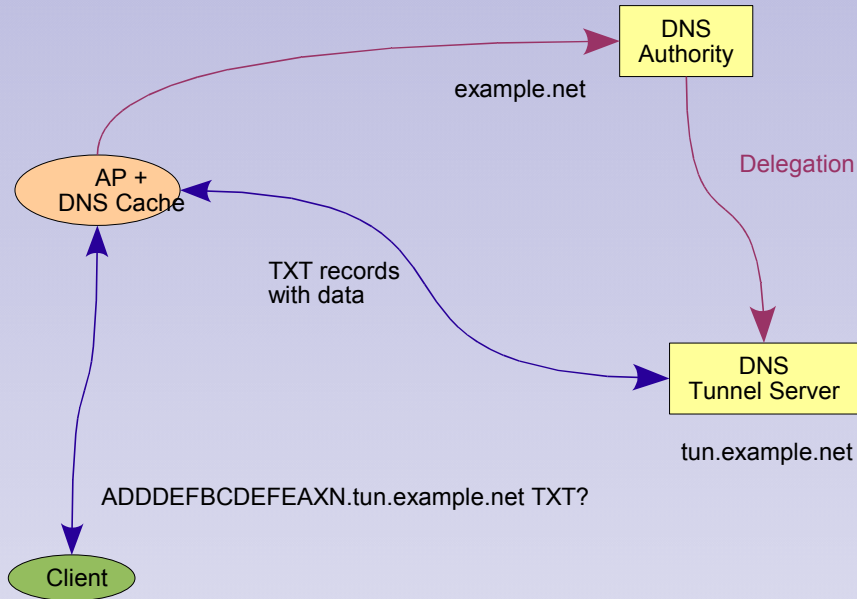 DNS
Authority
example.net
Delegation
AP +
DNS Cache
TXT records
with data
DNS
Tunnel Server
tun.example.net
ADDDEFBCDEFEAXN.tun.example.net TXT?
Client